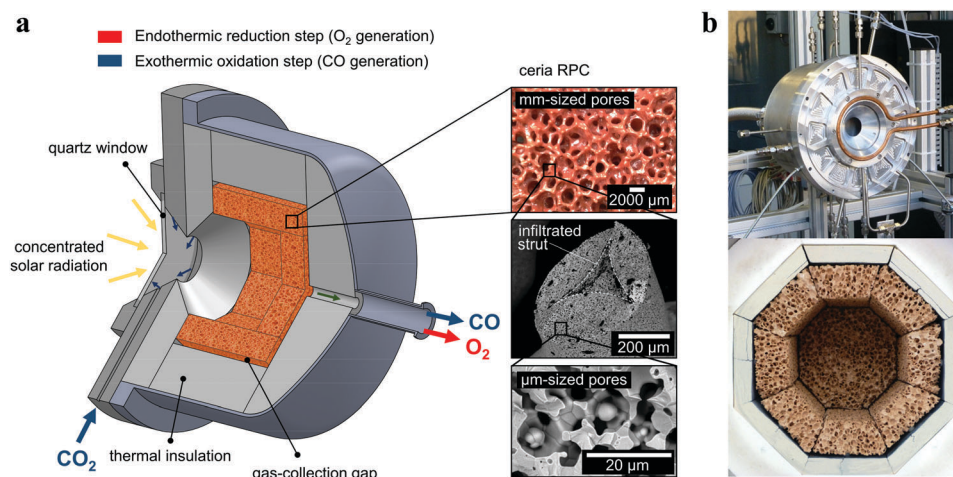 a
b
Endothermic reduction step (O₂ generation)
Exothermic oxidation step (CO generation)
ceria RPC
mm-sized pores
quartz window
2000 µm
infiltrated
strut
concentrated
solar radiation
CO
O₂
200 µm
µm-sized pores
CO₂
thermal insulation
gas-collection gap
20 µm